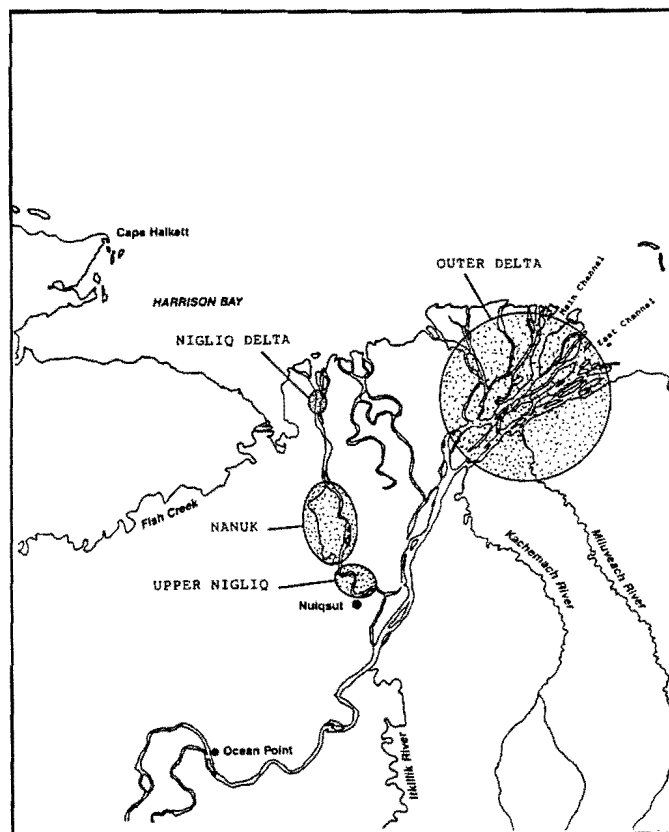 Cape Halkett
HARRISON BAY
OUTER DELTA
Main Channel
East Channel
NIGLIQ DELTA
Fish Creek
NANUK
UPPER NIGLIQ
Nuiqsut
Kachemach River
Miluveach River
Ocean Point
Itkillik River